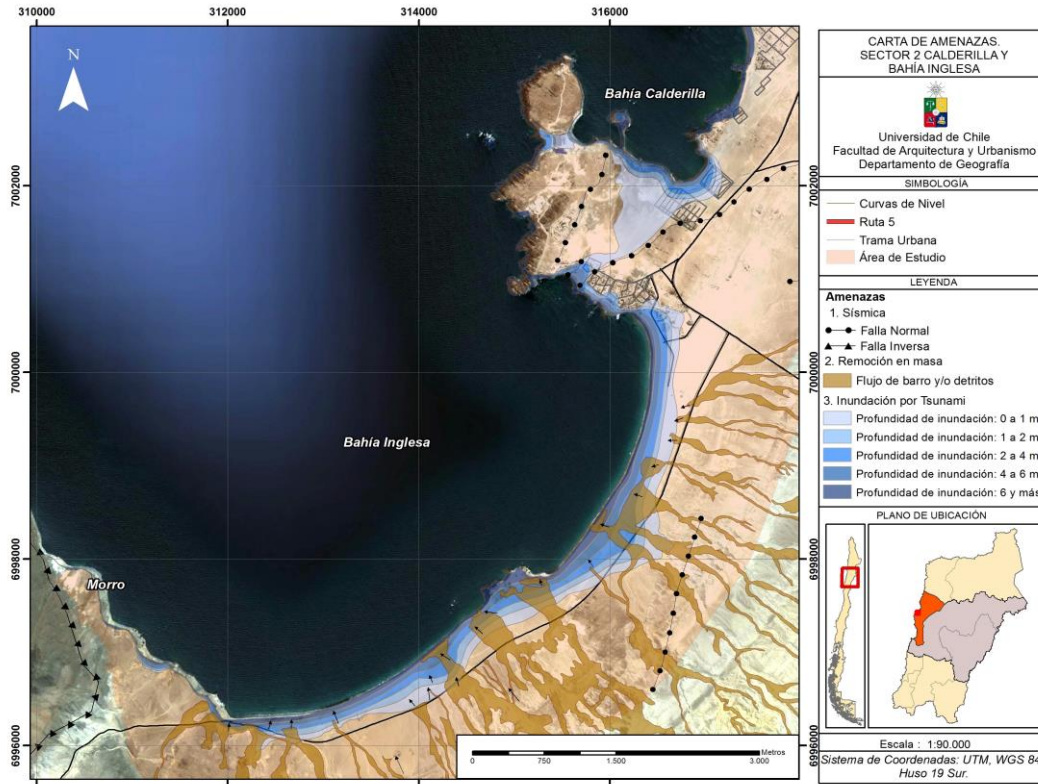 310000
312000
314000
316000
7002000
7000000
6998000
6996000
7002000
7000000
6998000
6996000
N
Bahía Calderilla
Bahía Inglesa
Morro
Metros
0
750
1.500
3.000
CARTA DE AMENAZAS.
SECTOR 2 CALDERILLA Y
BAHÍA INGLESA
Universidad de Chile
Facultad de Arquitectura y Urbanismo
Departamento de Geografía
SIMBOLOGÍA
Curvas de Nivel
Ruta 5
Trama Urbana
Área de Estudio
LEYENDA
Amenazas
1. Sísmica
Falla Normal
Falla Inversa
2. Remoción en masa
Flujo de barro y/o detritos
3. Inundación por Tsunami
Profundidad de inundación: 0 a 1 m
Profundidad de inundación: 1 a 2 m
Profundidad de inundación: 2 a 4 m
Profundidad de inundación: 4 a 6 m
Profundidad de inundación: 6 y más
PLANO DE UBICACIÓN
Escala : 1:90.000
Sistema de Coordenadas: UTM, WGS 84
Huso 19 Sur.